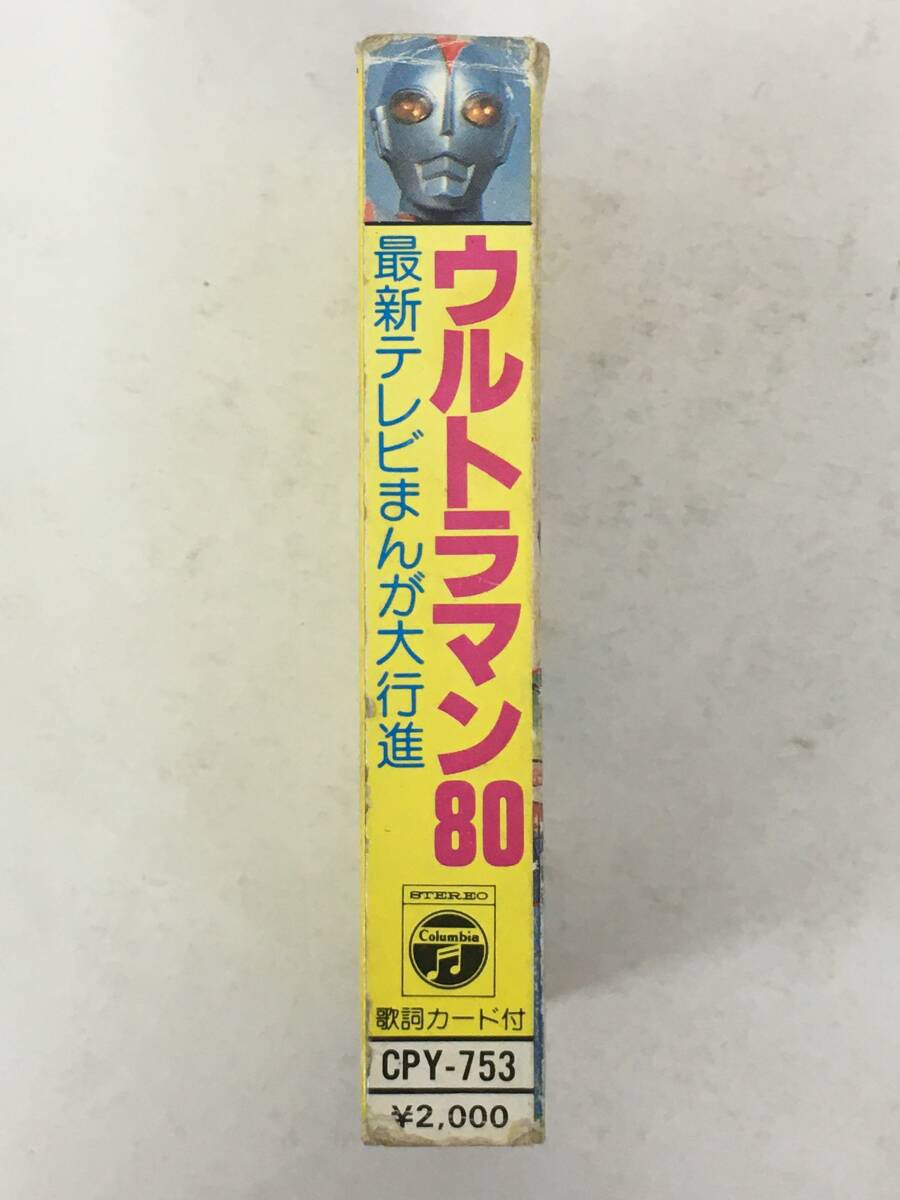 ウルトラマン80
最新テレビまんが大行進
STEREO
Columbia
歌詞カード付
CPY-753
¥2,000